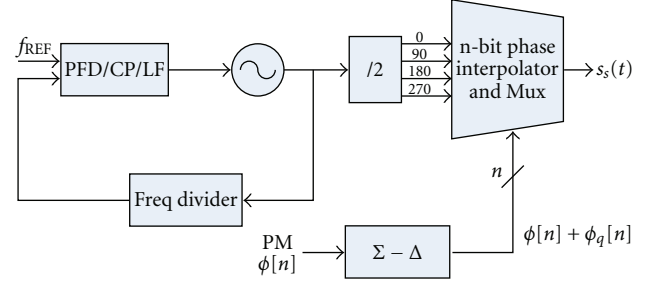 f_REF
PFD/CP/LF
/2
0
90
180
270
n-bit phase
interpolator
and Mux
s_s(t)
Freq divider
n
PM
ϕ[n]
Σ − Δ
ϕ[n] + ϕ_q[n]